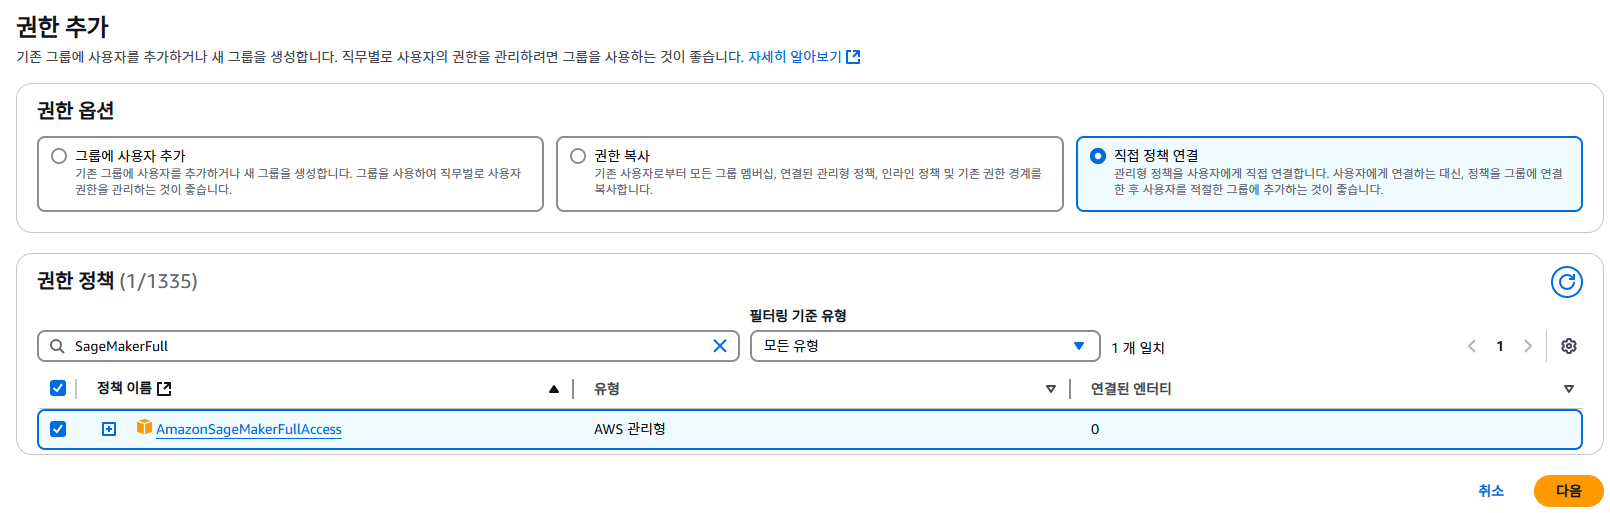 권한 추가
기존 그룹에 사용자를 추가하거나 새 그룹을 생성합니다. 직무별로 사용자의 권한을 관리하려면 그룹을 사용하는 것이 좋습니다. 자세히 알아보기
권한 옵션
그룹에 사용자 추가
기존 그룹에 사용자를 추가하거나 새 그룹을 생성합니다. 그룹을 사용하여 직무별로 사용자
권한을 관리하는 것이 좋습니다.
권한 복사
기존 사용자로부터 모든 그룹 멤버십, 연결된 관리형 정책, 인라인 정책 및 기존 권한 경계를
복사합니다.
직접 정책 연결
관리형 정책을 사용자에게 직접 연결합니다. 사용자에게 연결하는 대신, 정책을 그룹에 연결
한 후 사용자를 적절한 그룹에 추가하는 것이 좋습니다.
권한 정책 (1/1335)
필터링 기준 유형
SageMakerFull
모든 유형
1 개 일치
1
정책 이름
유형
연결된 엔터티
AmazonSageMakerFullAccess
AWS 관리형
0
취소
다음